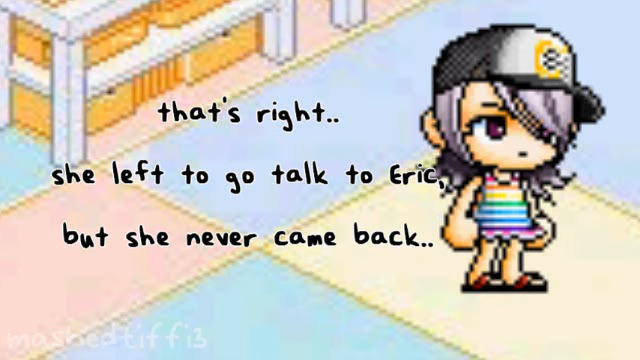 that's right..
she left to go talk to Eric,
but she never came back..
mashedtiffi3